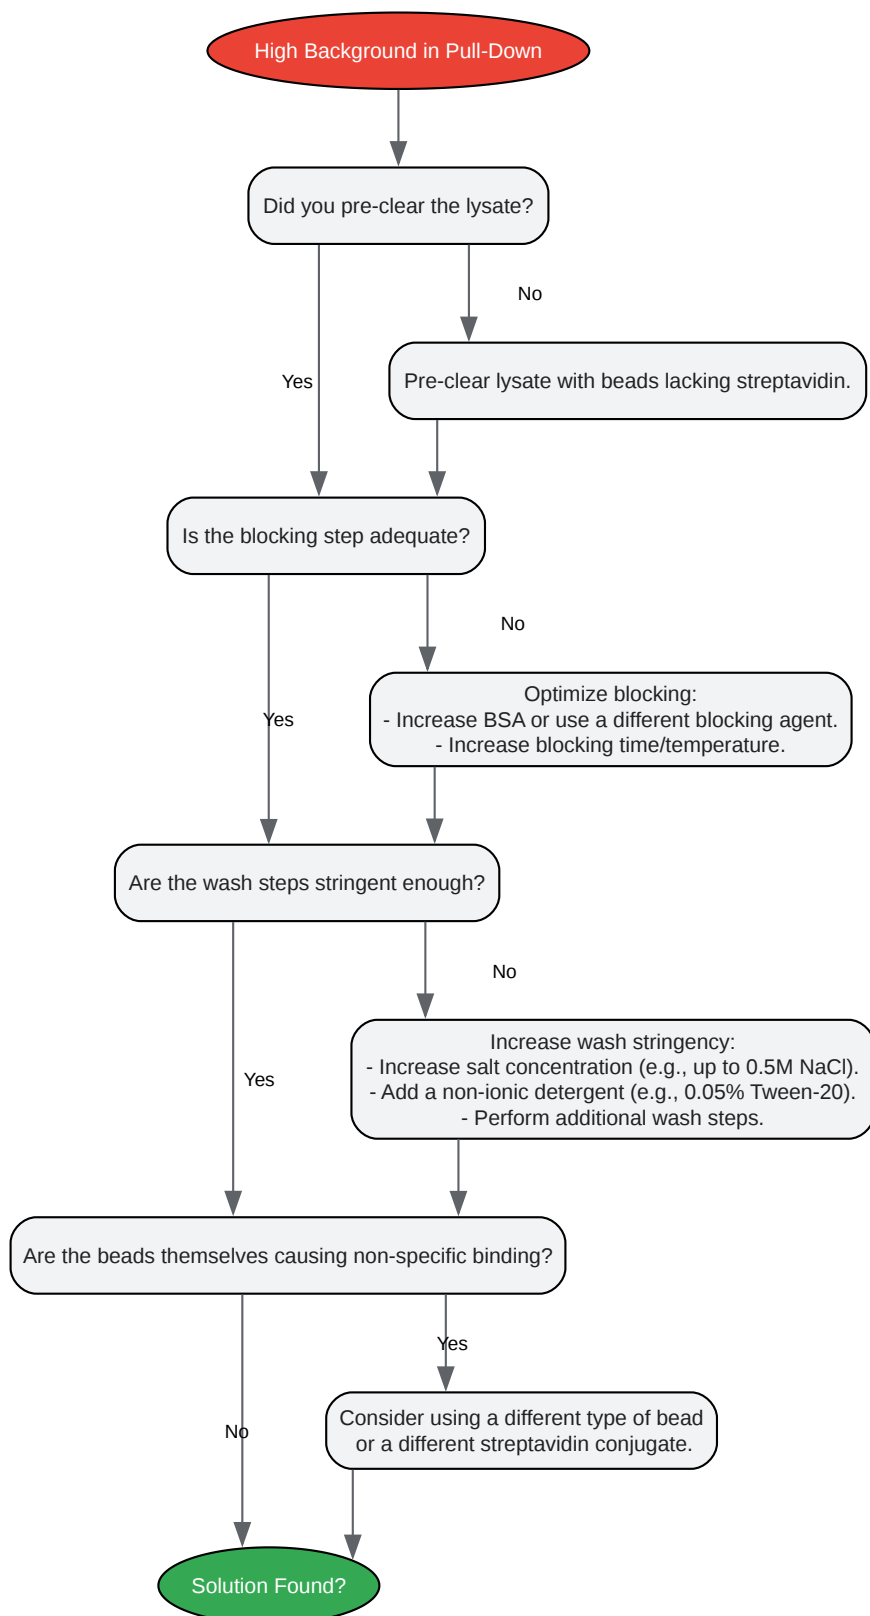 High Background in Pull-Down
Did you pre-clear the lysate?
No
Yes
Pre-clear lysate with beads lacking streptavidin.
Is the blocking step adequate?
No
Optimize blocking:
- Increase BSA or use a different blocking agent.
- Increase blocking time/temperature.
Yes
Are the wash steps stringent enough?
No
Increase wash stringency:
- Increase salt concentration (e.g., up to 0.5M NaCl).
- Add a non-ionic detergent (e.g., 0.05% Tween-20).
- Perform additional wash steps.
Yes
Are the beads themselves causing non-specific binding?
Yes
Consider using a different type of bead
or a different streptavidin conjugate.
No
Solution Found?